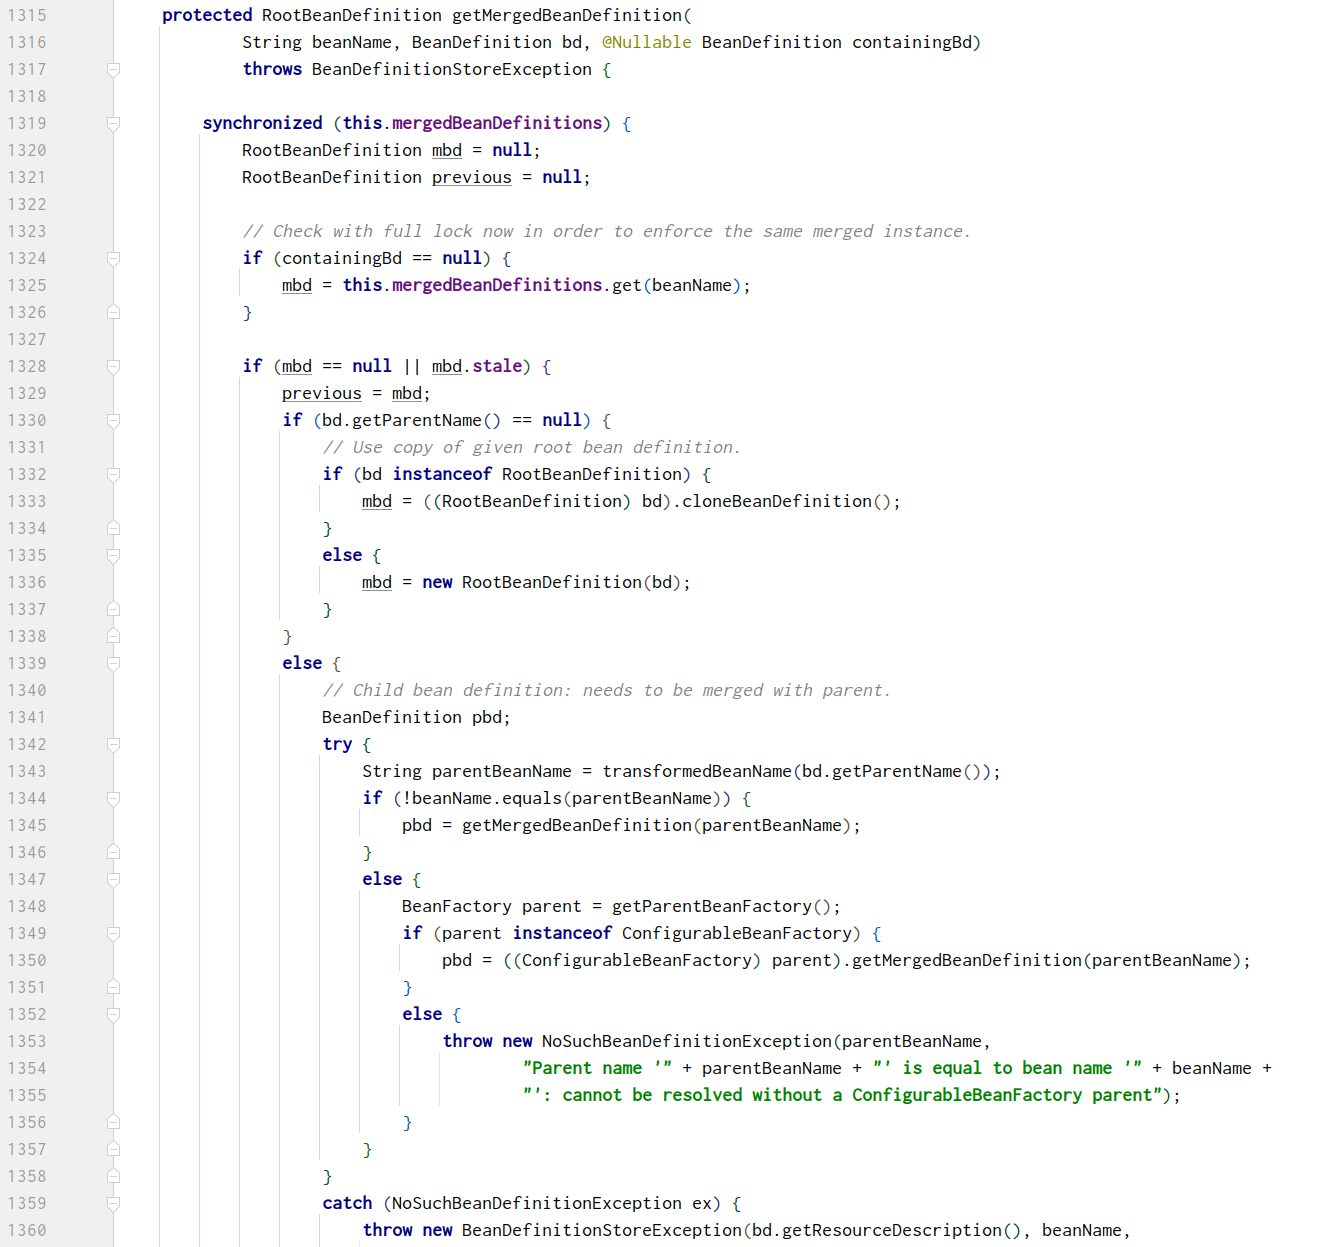 1315 protected RootBeanDefinition getMergedBeanDefinition(
1316 String beanName, BeanDefinition bd, @Nullable BeanDefinition containingBd)
1317 throws BeanDefinitionStoreException {
1318
1319 synchronized (this.mergedBeanDefinitions) {
1320 RootBeanDefinition mbd = null;
1321 RootBeanDefinition previous = null;
1322
1323 // Check with full lock now in order to enforce the same merged instance.
1324 if (containingBd == null) {
1325 mbd = this.mergedBeanDefinitions.get(beanName);
1326 }
1327
1328 if (mbd == null || mbd.stale) {
1329 previous = mbd;
1330 if (bd.getParentName() == null) {
1331 // Use copy of given root bean definition.
1332 if (bd instanceof RootBeanDefinition) {
1333 mbd = ((RootBeanDefinition) bd).cloneBeanDefinition();
1334 }
1335 else {
1336 mbd = new RootBeanDefinition(bd);
1337 }
1338 }
1339 else {
1340 // Child bean definition: needs to be merged with parent.
1341 BeanDefinition pbd;
1342 try {
1343 String parentBeanName = transformedBeanName(bd.getParentName());
1344 if (!beanName.equals(parentBeanName)) {
1345 pbd = getMergedBeanDefinition(parentBeanName);
1346 }
1347 else {
1348 BeanFactory parent = getParentBeanFactory();
1349 if (parent instanceof ConfigurableBeanFactory) {
1350 pbd = ((ConfigurableBeanFactory) parent).getMergedBeanDefinition(parentBeanName);
1351 }
1352 else {
1353 throw new NoSuchBeanDefinitionException(parentBeanName,
1354 "Parent name '" + parentBeanName + "' is equal to bean name '" + beanName +
1355 "': cannot be resolved without a ConfigurableBeanFactory parent");
1356 }
1357 }
1358 }
1359 catch (NoSuchBeanDefinitionException ex) {
1360 throw new BeanDefinitionStoreException(bd.getResourceDescription(), beanName,